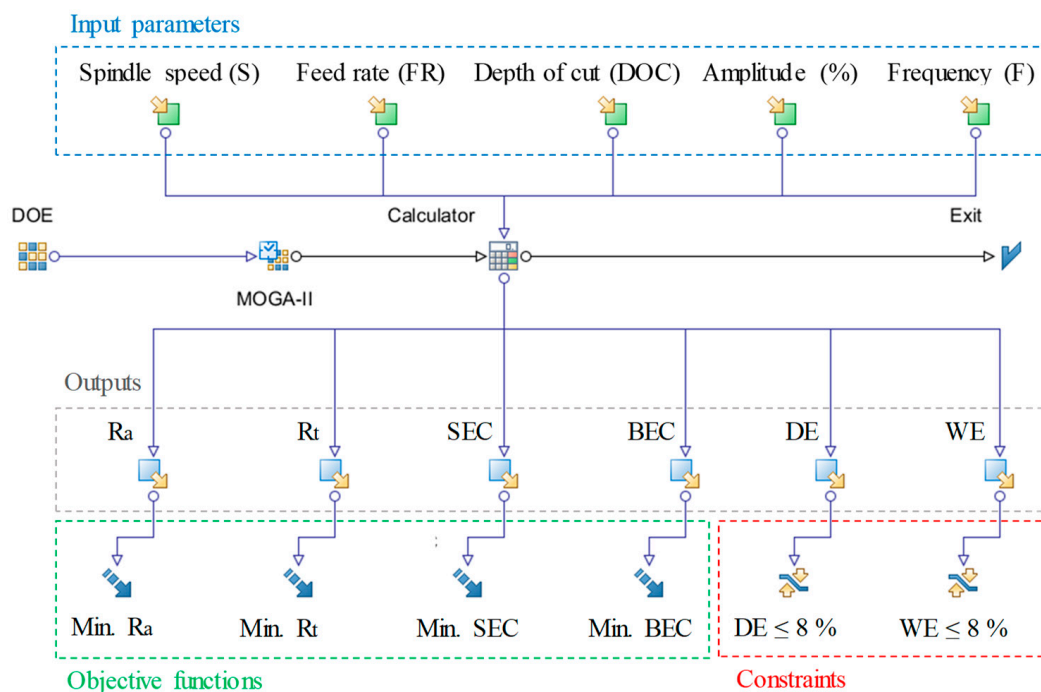 Input parameters
Spindle speed (S) Feed rate (FR) Depth of cut (DOC) Amplitude (%) Frequency (F)
DOE Calculator Exit
MOGA-II
Outputs
Ra Rt SEC BEC DE WE
Min. Ra Min. Rt Min. SEC Min. BEC DE ≤ 8 % WE ≤ 8 %
Objective functions Constraints